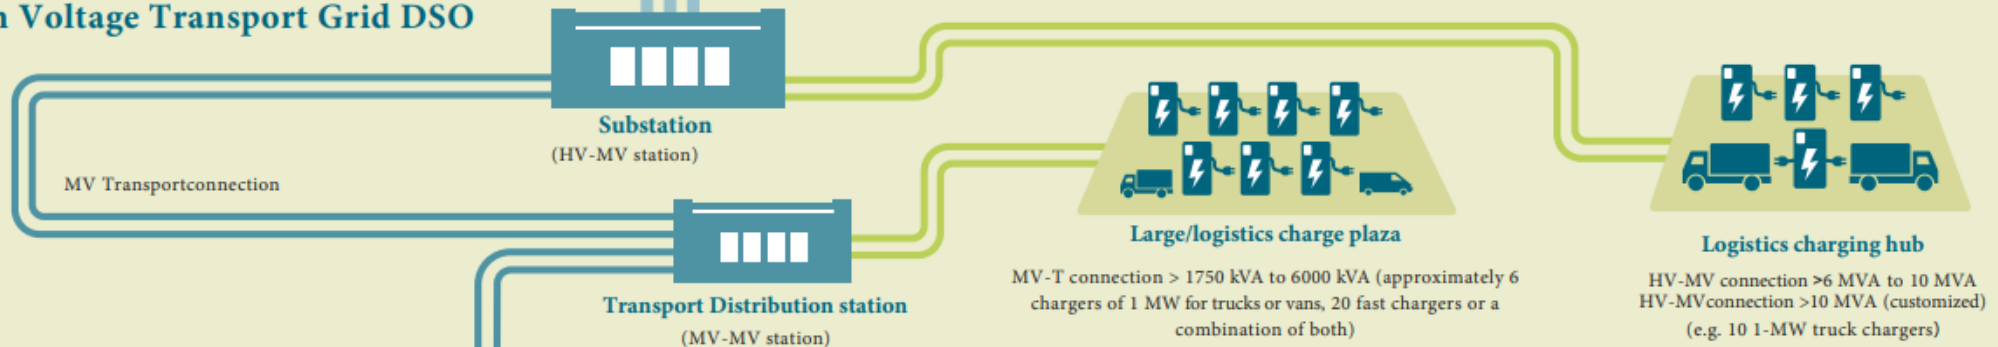 Voltage Transport Grid DSO
Substation
(HV-MV station)
MV Transportconnection
Transport Distribution station
(MV-MV station)
Large/logistics charge plaza
MV-T connection > 1750 kVA to 6000 kVA (approximately 6
chargers of 1 MW for trucks or vans, 20 fast chargers or a
combination of both)
Logistics charging hub
HV-MV connection >6 MVA to 10 MVA
HV-MVconnection >10 MVA (customized)
(e.g. 10 1-MW truck chargers)